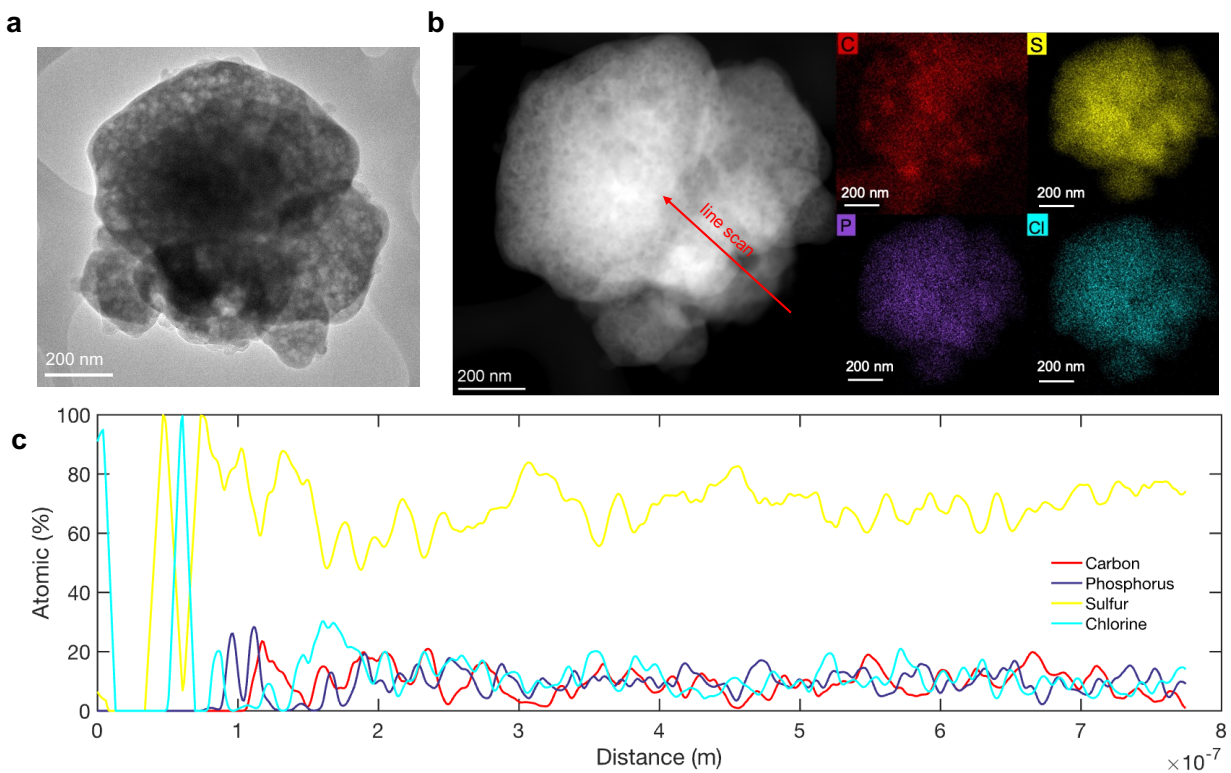 a
200 nm
b
line scan
200 nm
C
200 nm
S
200 nm
P
200 nm
Cl
200 nm
c
Atomic (%)
100
80
60
40
20
0
Carbon
Phosphorus
Sulfur
Chlorine
0 1 2 3 4 5 6 7 8
Distance (m)
×10⁻⁷